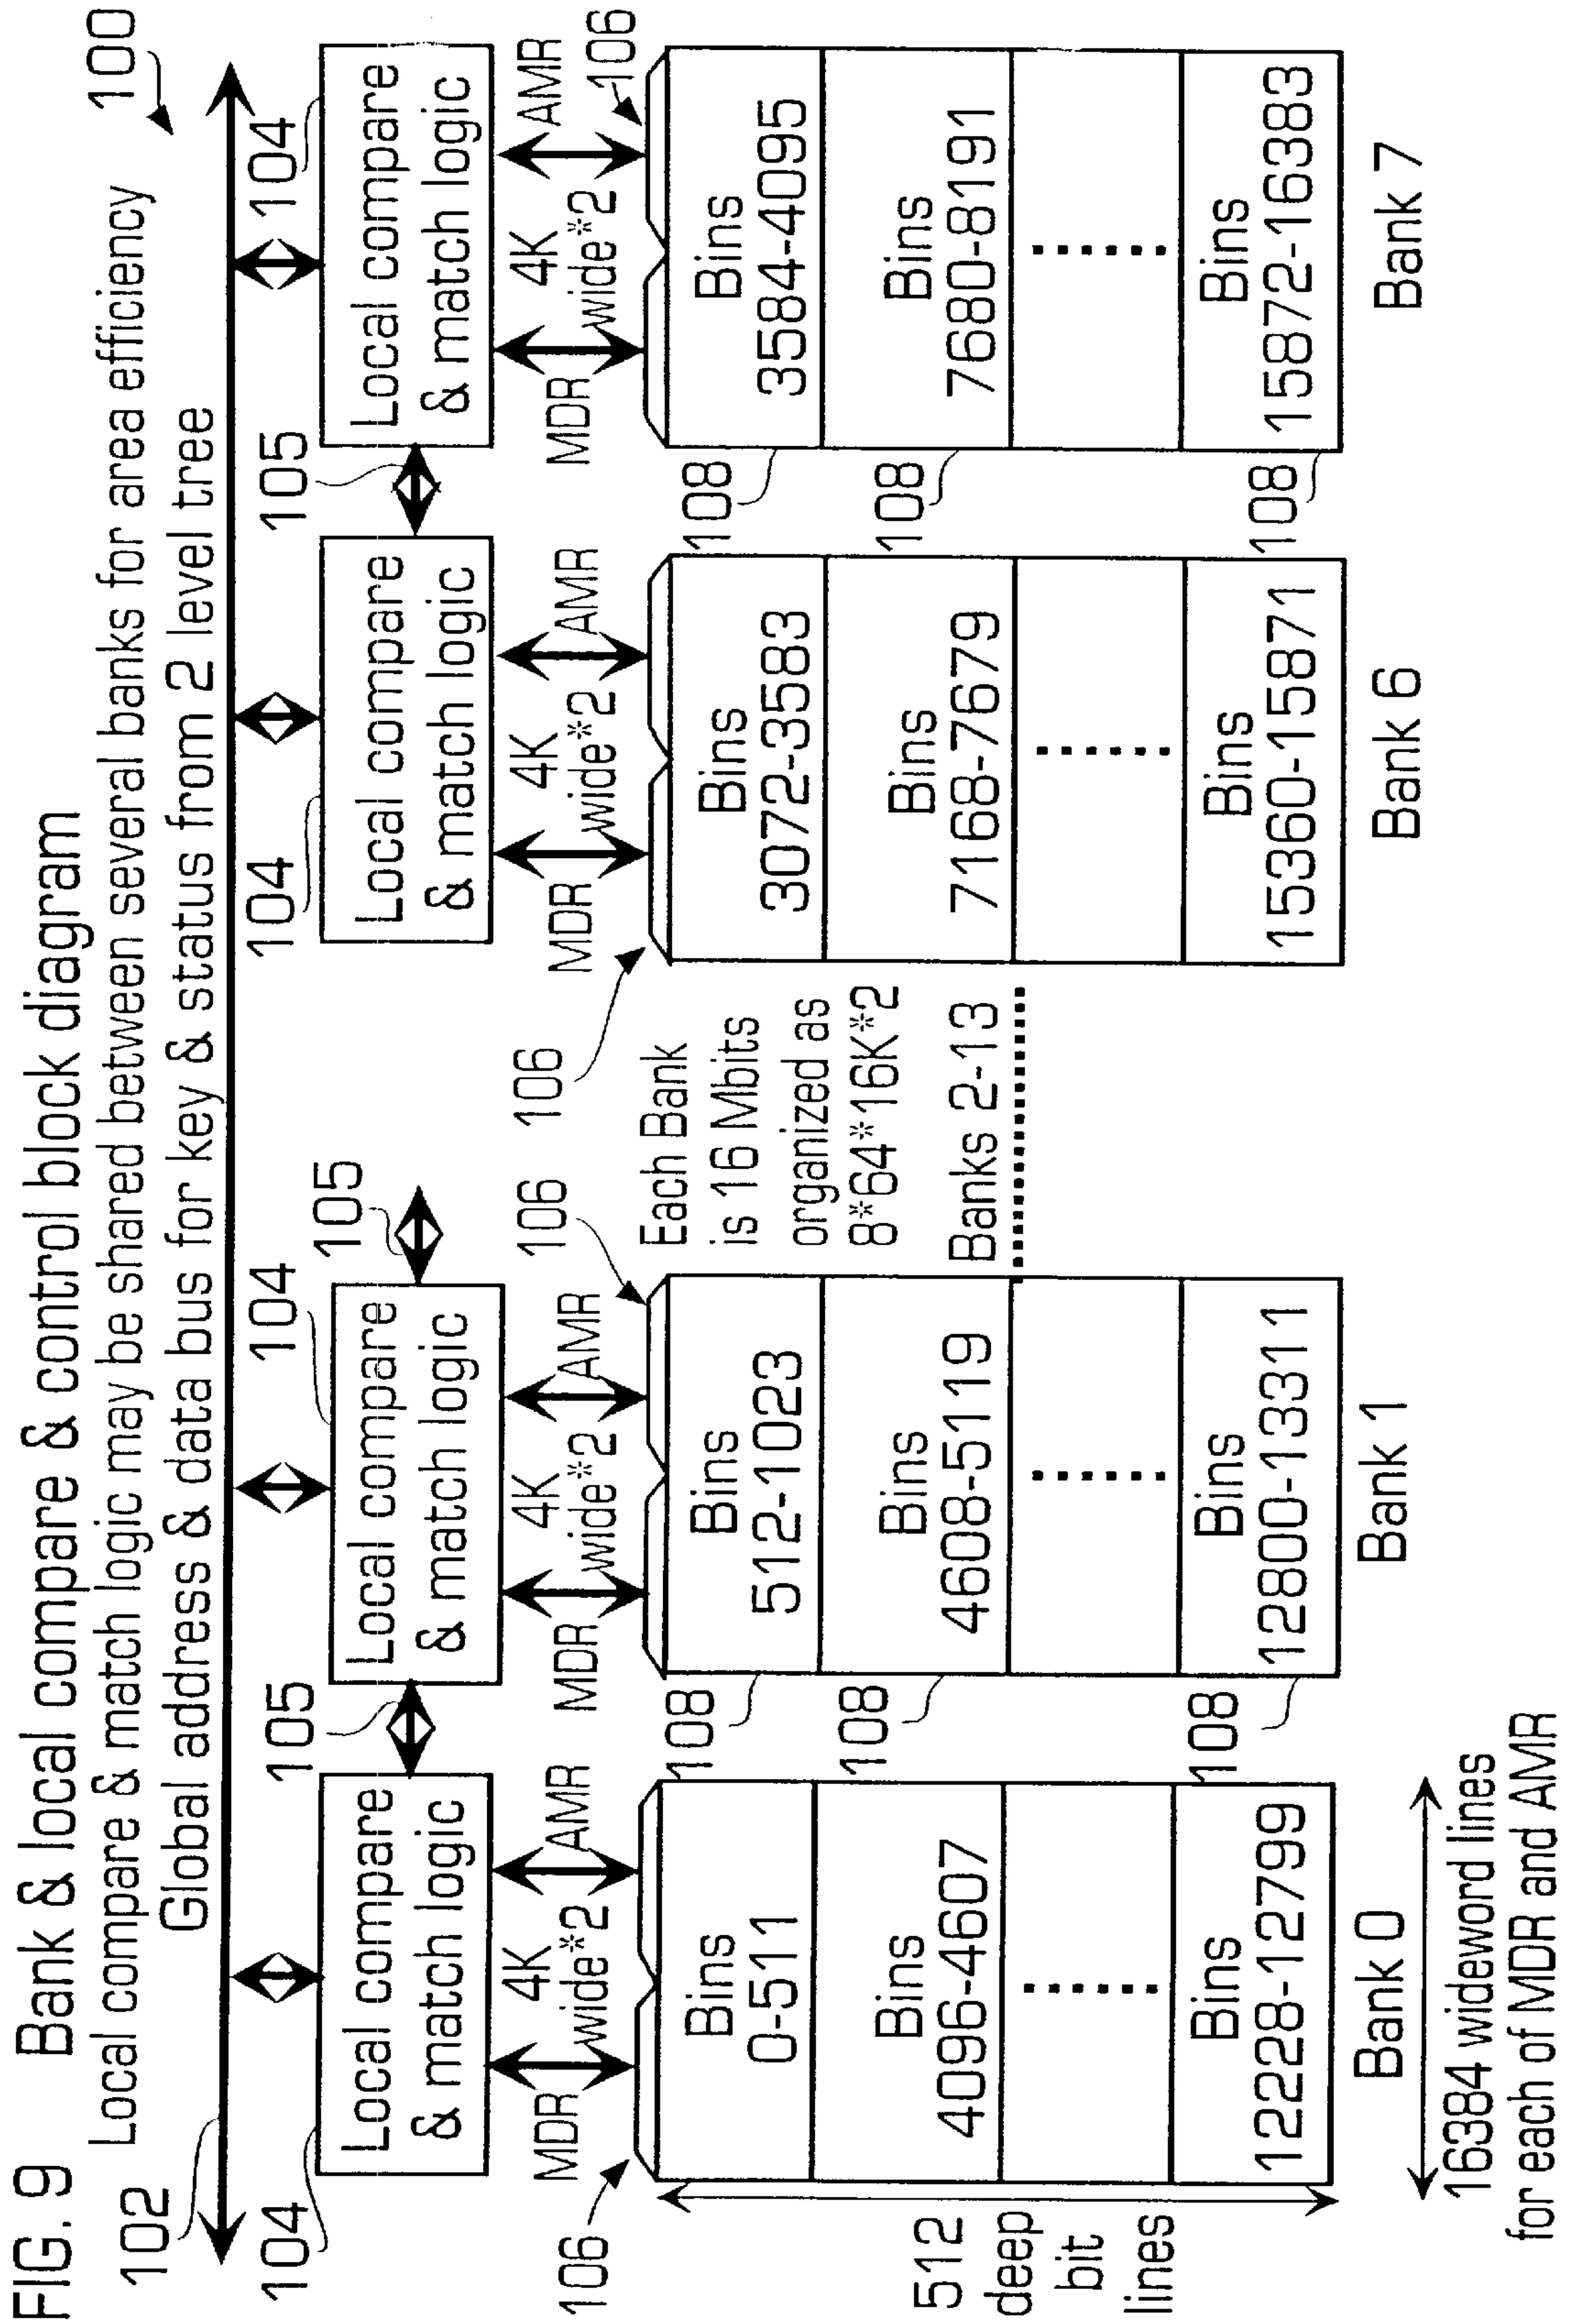 FIG. 9 Bank & local compare & control block diagram
100
Local compare & match logic may be shared between several banks for area efficiency
102
Global address & data bus for key & status from 2 level tree
104
105
104
105
104
105
104
Local compare
& match logic
Local compare
& match logic
Local compare
& match logic
Local compare
& match logic
MDR
4K
wide*2
AMR
MDR
4K
wide*2
AMR
MDR
4K
wide*2
AMR
MDR
4K
wide*2
AMR
106
106
106
106
Bins
0-511
108
Bins
512-1023
Each Bank
is 16 Mbits
organized as
8*64*16K*2
Bins
3072-3583
108
Bins
3584-4095
512
deep
bit
lines
Bins
4096-4607
108
Bins
4608-5119
Banks 2-13
Bins
7168-7679
108
Bins
7680-8191
Bins
12228-12799
108
Bins
12800-13311
Bins
15360-15871
108
Bins
15872-16383
Bank 0
Bank 1
Bank 6
Bank 7
16384 wideword lines
for each of MDR and AMR